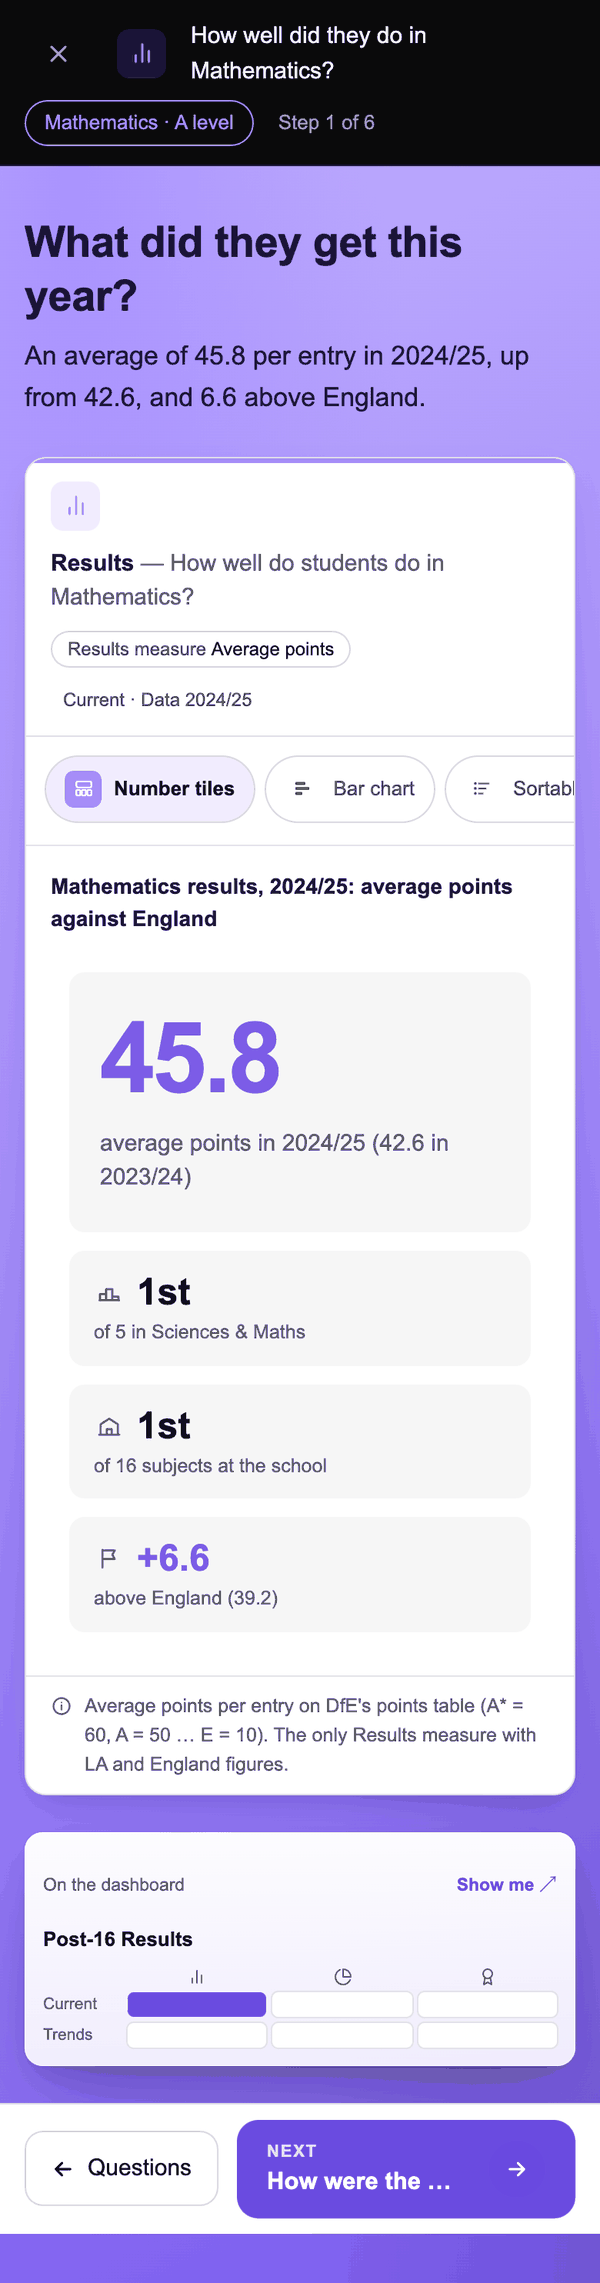 How well did they do in
Mathematics?
Mathematics · A level
Step 1 of 6
What did they get this
year?
An average of 45.8 per entry in 2024/25, up
from 42.6, and 6.6 above England.
Results — How well do students do in
Mathematics?
Results measure Average points
Current · Data 2024/25
Number tiles
Bar chart
Sortabl
Mathematics results, 2024/25: average points
against England
45.8
average points in 2024/25 (42.6 in
2023/24)
1st
of 5 in Sciences & Maths
1st
of 16 subjects at the school
+6.6
above England (39.2)
Average points per entry on DfE's points table (A* =
60, A = 50 … E = 10). The only Results measure with
LA and England figures.
On the dashboard
Show me
Post-16 Results
Current
Trends
Questions
NEXT
How were the …